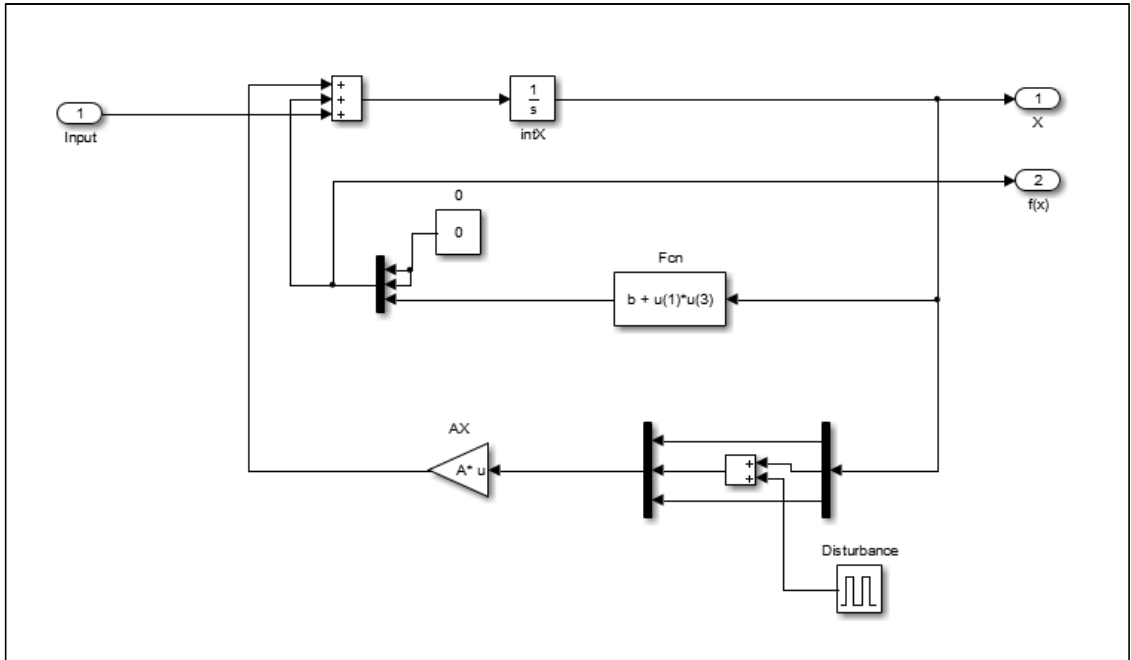 +
+
+
1
Input
1
s
intX
1
X
2
f(x)
0
0
Fcn
b + u(1)*u(3)
AX
A* u
+
+
Disturbance